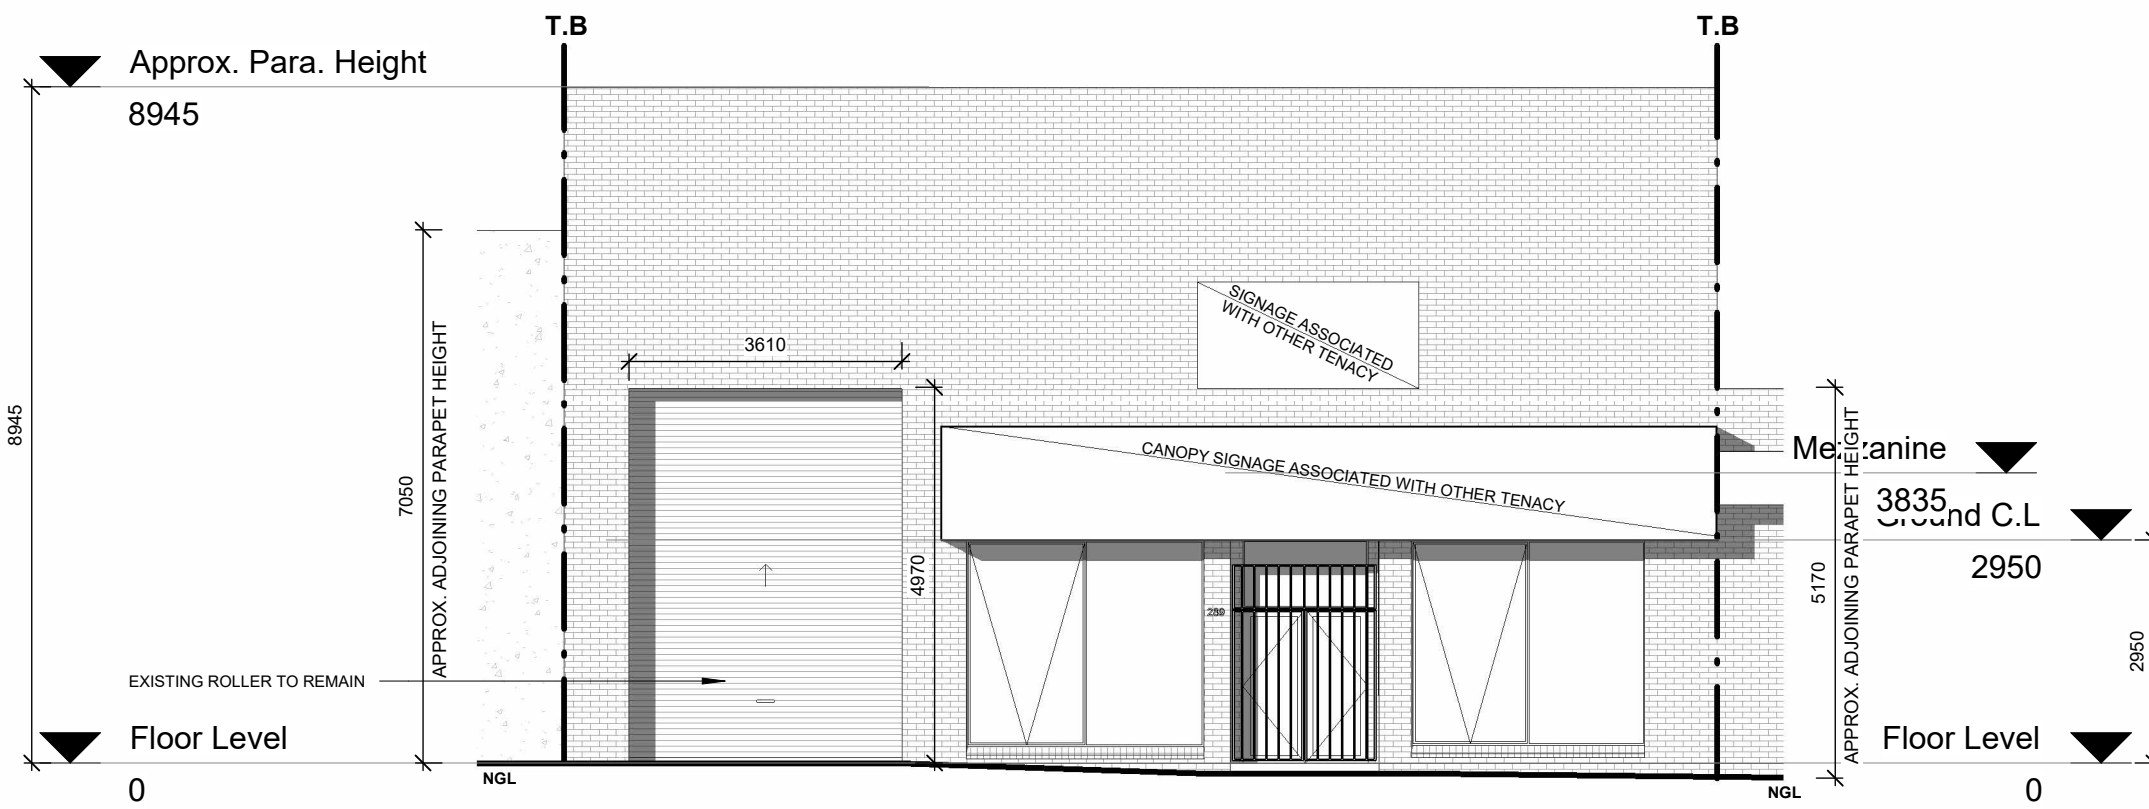 T.B
T.B
Approx. Para. Height
8945
8945
7050
APPROX. ADJOINING PARAPET HEIGHT
3610
4970
SIGNAGE ASSOCIATED
WITH OTHER TENACY
CANOPY SIGNAGE ASSOCIATED WITH OTHER TENACY
EXISTING ROLLER TO REMAIN
Floor Level
0
NGL
Mezzanine
3835
Ground C.L
2950
5170
APPROX. ADJOINING PARAPET HEIGHT
2950
Floor Level
0
NGL